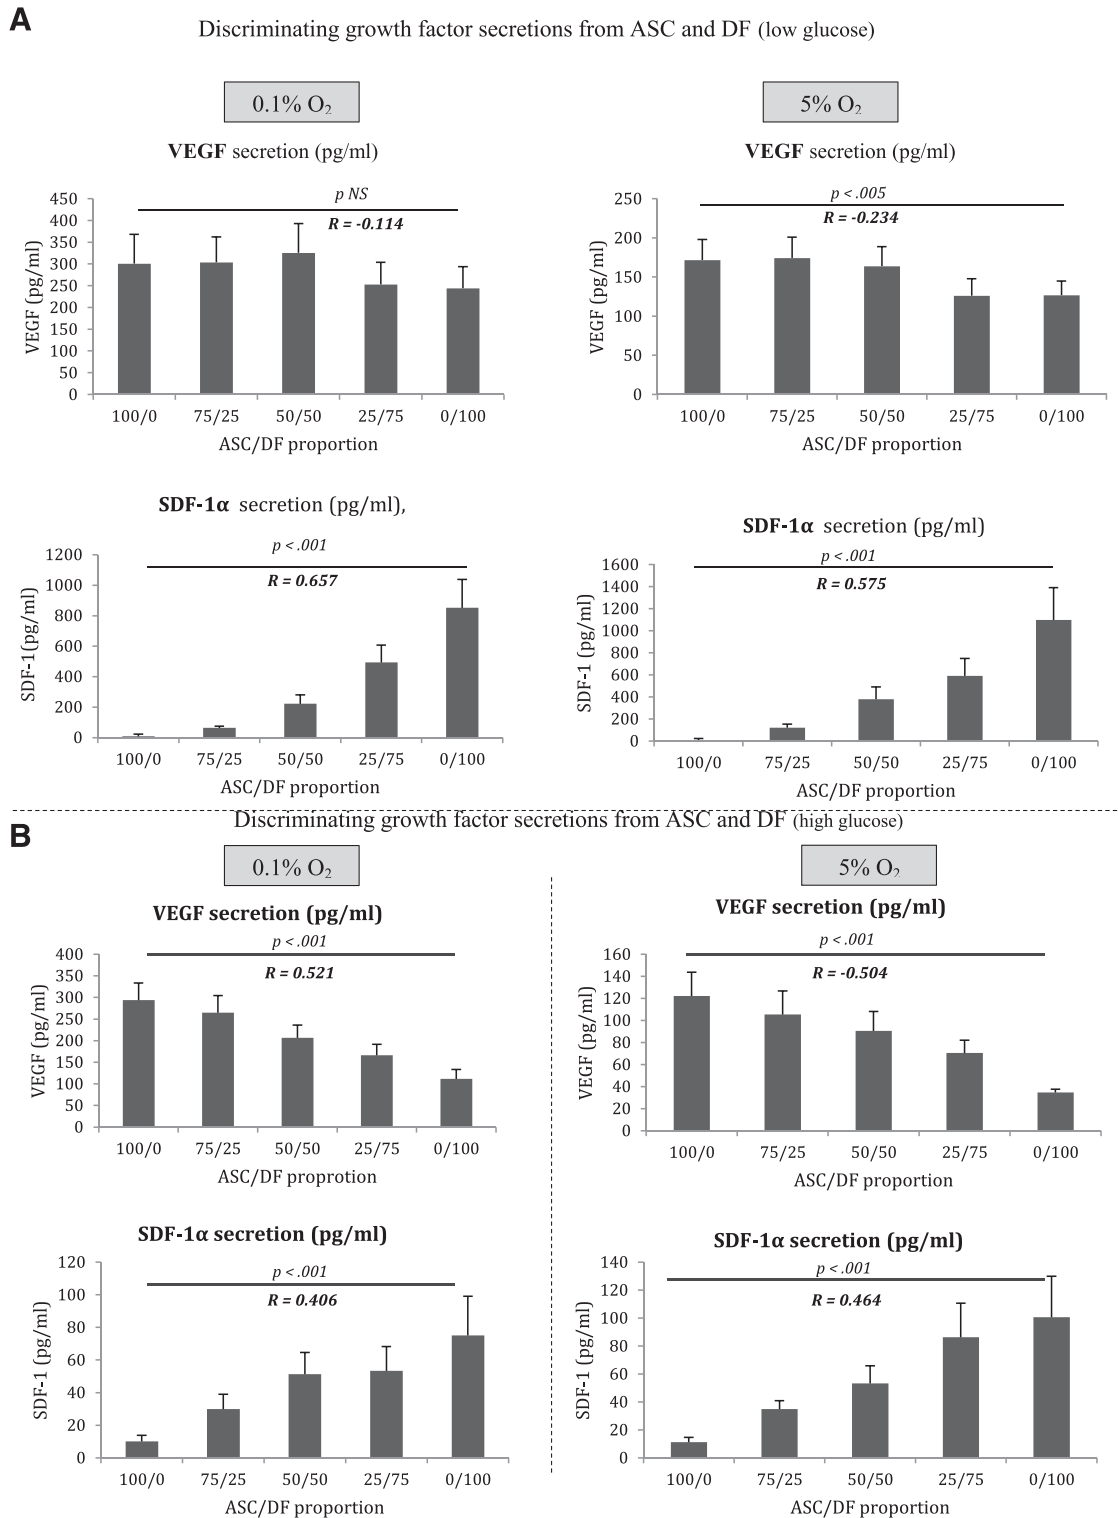 A
Discriminating growth factor secretions from ASC and DF (low glucose)
0.1% O₂
VEGF secretion (pg/ml)
p NS
R = -0.114
VEGF (pg/ml)
450
400
350
300
250
200
150
100
50
0
100/0 75/25 50/50 25/75 0/100
ASC/DF proportion
5% O₂
VEGF secretion (pg/ml)
p < .005
R = -0.234
VEGF (pg/ml)
250
200
150
100
50
0
100/0 75/25 50/50 25/75 0/100
ASC/DF proportion
SDF-1α secretion (pg/ml),
p < .001
R = 0.657
SDF-1(pg/ml)
1200
1000
800
600
400
200
0
100/0 75/25 50/50 25/75 0/100
ASC/DF proportion
SDF-1α secretion (pg/ml)
p < .001
R = 0.575
SDF-1 (pg/ml)
1600
1400
1200
1000
800
600
400
200
0
100/0 75/25 50/50 25/75 0/100
ASC/DF proportion
B
Discriminating growth factor secretions from ASC and DF (high glucose)
0.1% O₂
VEGF secretion (pg/ml)
p < .001
R = 0.521
VEGF (pg/ml)
400
350
300
250
200
150
100
50
0
100/0 75/25 50/50 25/75 0/100
ASC/DF proprotion
5% O₂
VEGF secretion (pg/ml)
p < .001
R = -0.504
VEGF (pg/ml)
160
140
120
100
80
60
40
20
0
100/0 75/25 50/50 25/75 0/100
ASC/DF proportion
SDF-1α secretion (pg/ml)
p < .001
R = 0.406
SDF-1 (pg/ml)
120
100
80
60
40
20
0
100/0 75/25 50/50 25/75 0/100
ASC/DF proportion
SDF-1α secretion (pg/ml)
p < .001
R = 0.464
SDF-1 (pg/ml)
140
120
100
80
60
40
20
0
100/0 75/25 50/50 25/75 0/100
ASC/DF proportion